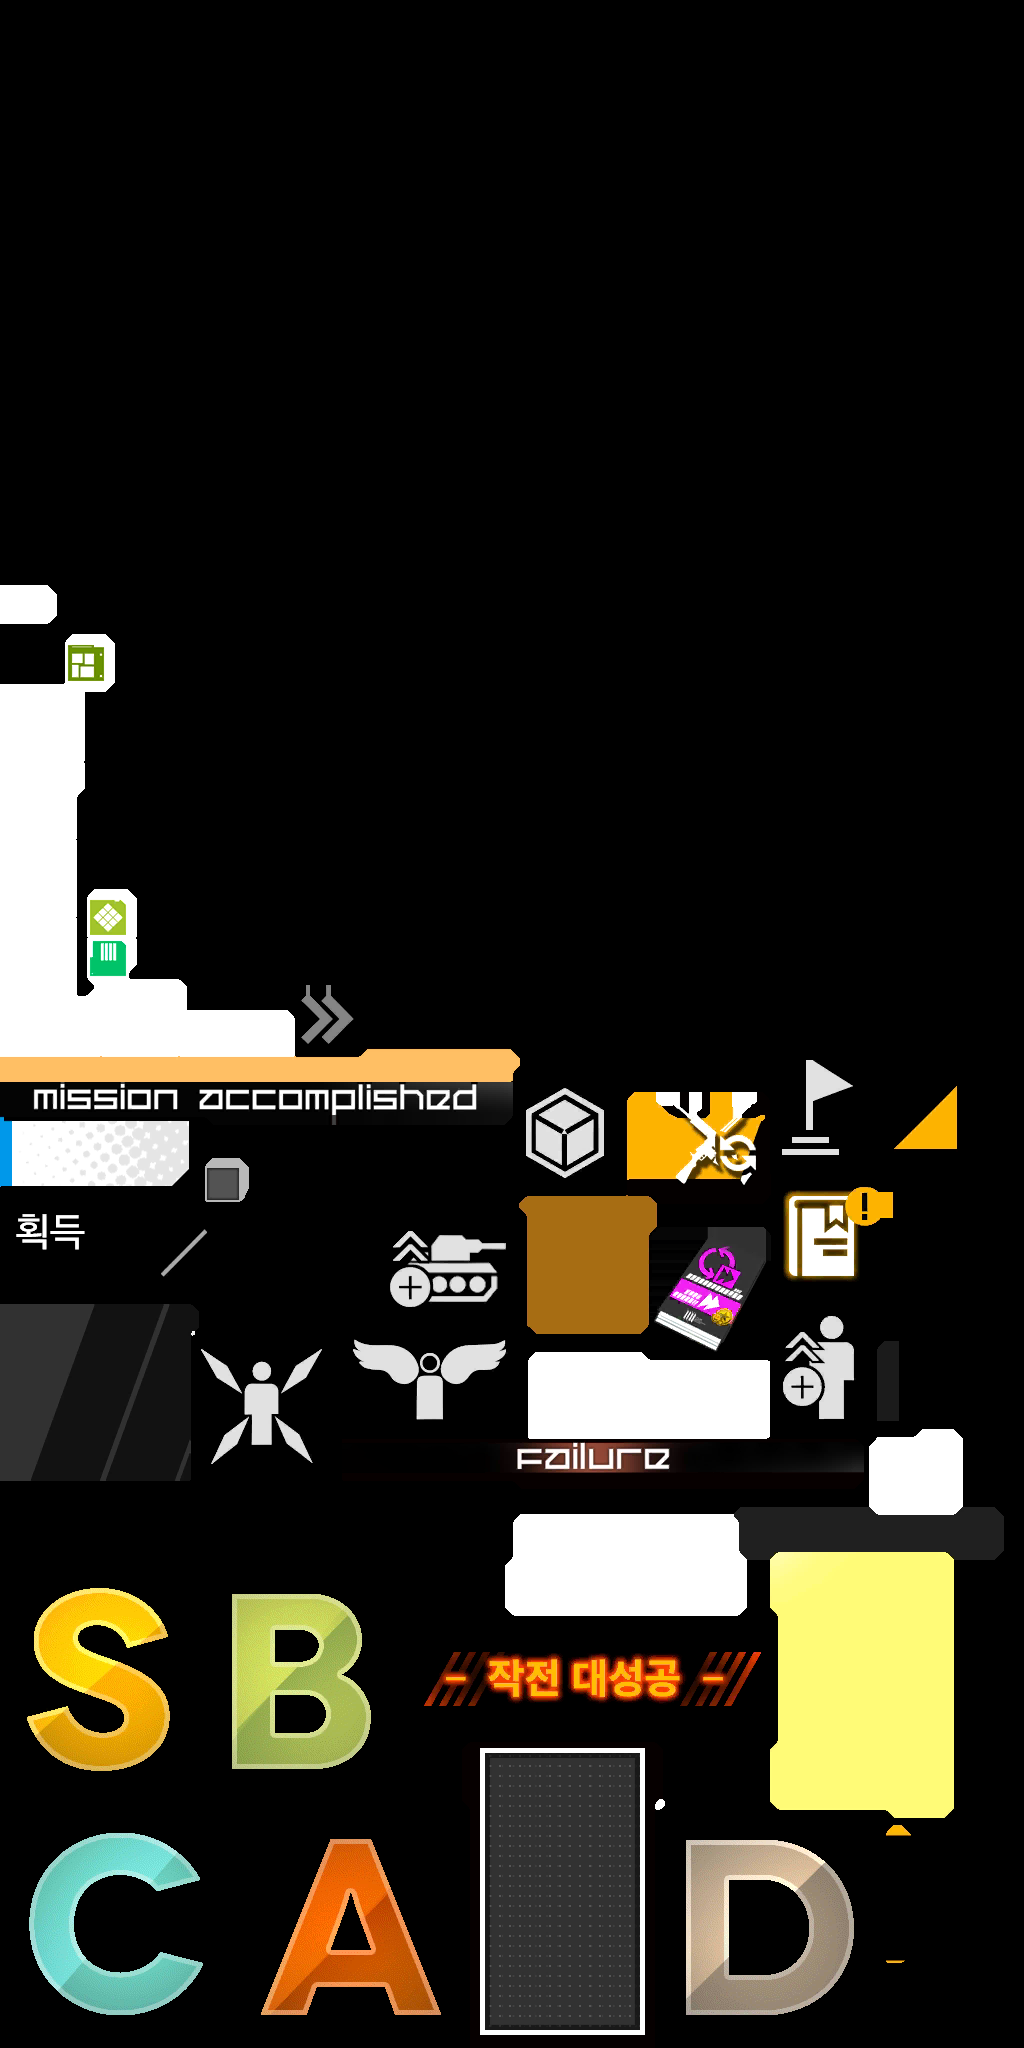 mission accomplished
G
!
획득
Failure
S B
- 작전 대성공 -
C A D